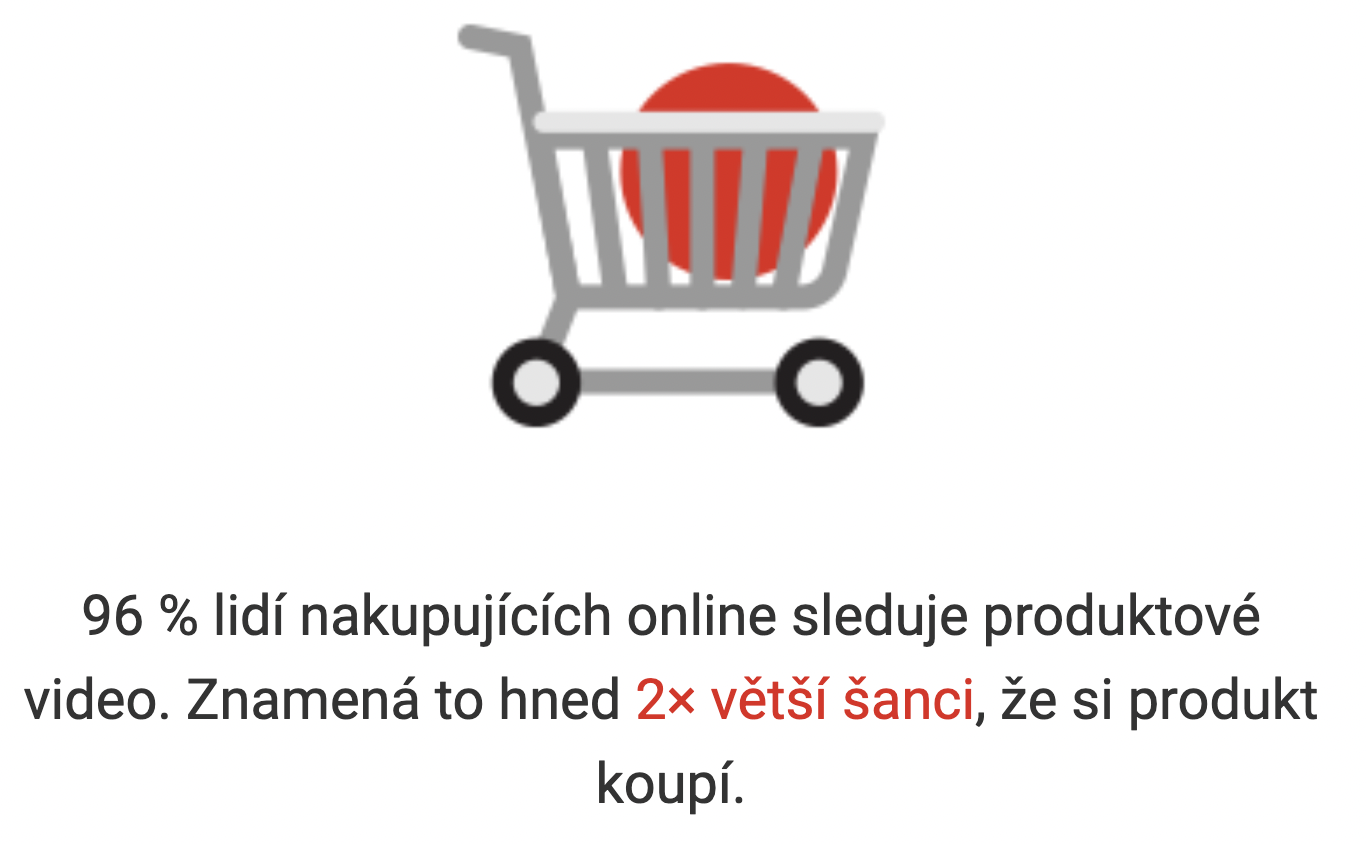 96 % lidí nakupujících online sleduje produktové
video. Znamená to hned 2× větší šanci, že si produkt
koupí.